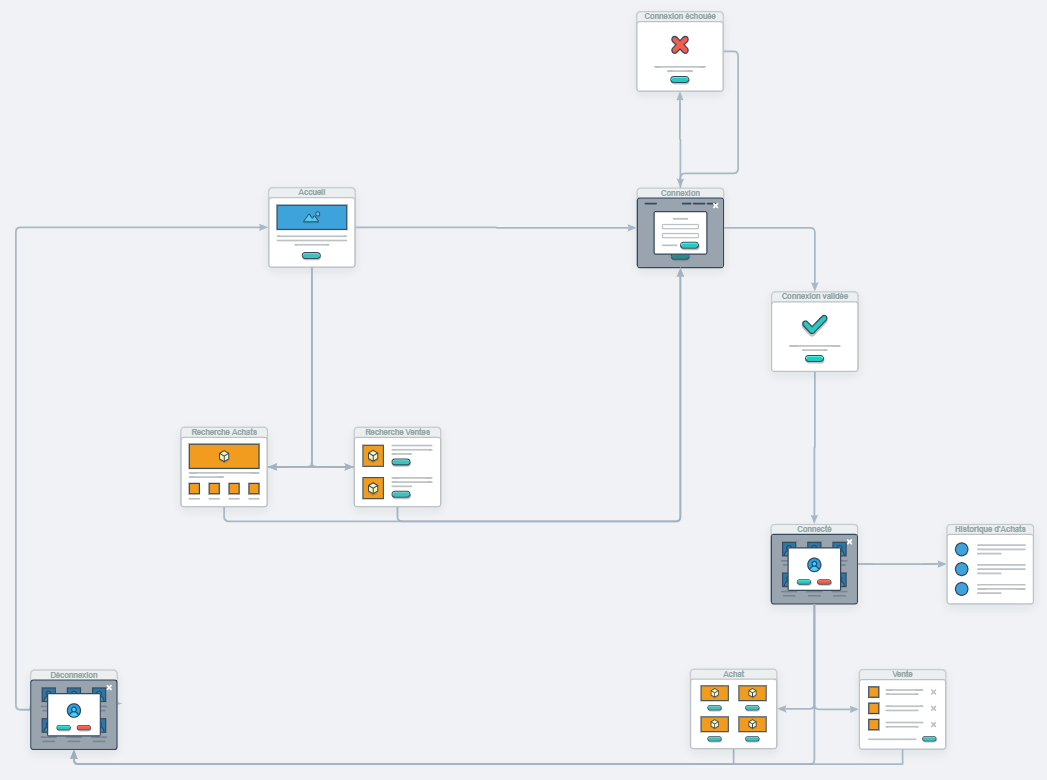 Connexion échouée
Accueil
Connexion
Connexion validée
Recherche Achats
Recherche Ventes
Connecté
Historique d'Achats
Déconnexion
Achat
Vente